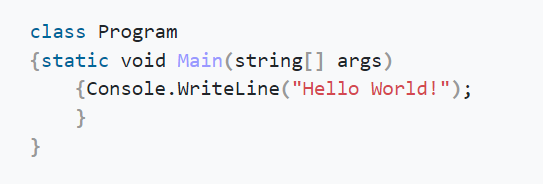 class Program
{static void Main(string[] args)
    {Console.WriteLine("Hello World!");
    }
}